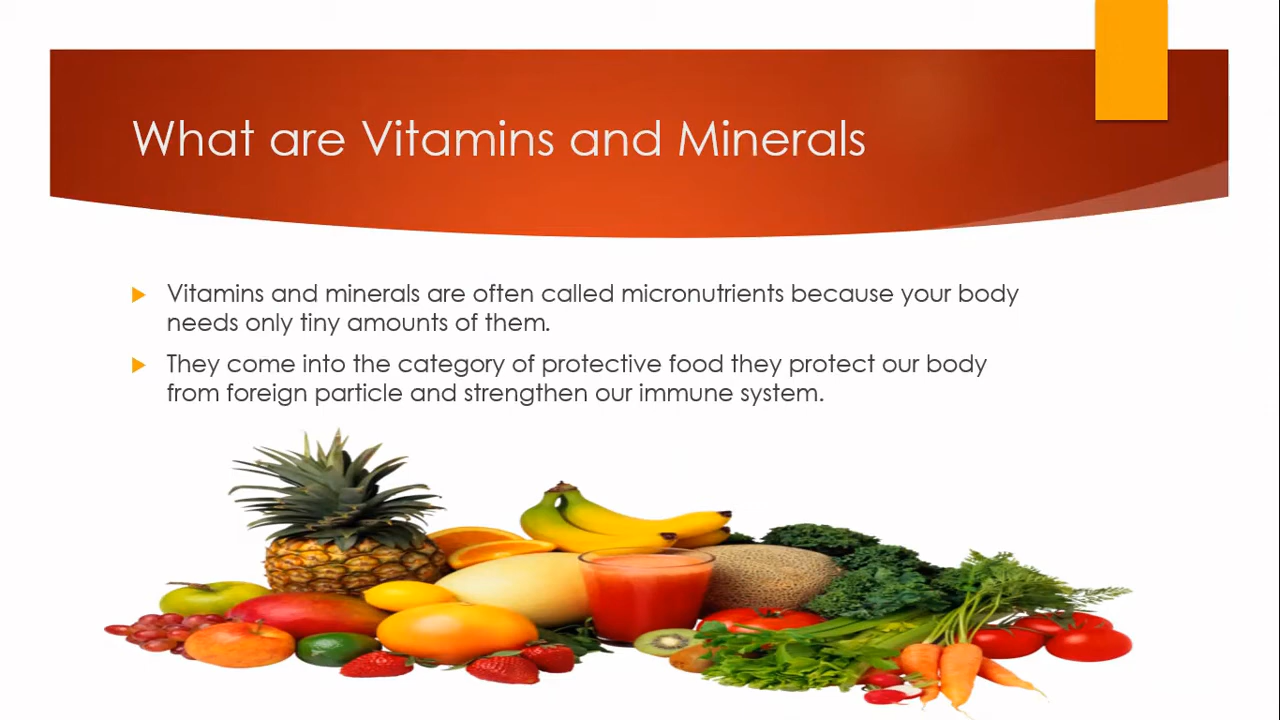 What are Vitamins and Minerals
Vitamins and minerals are often called micronutrients because your body
needs only tiny amounts of them.
They come into the category of protective food they protect our body
from foreign particle and strengthen our immune system.